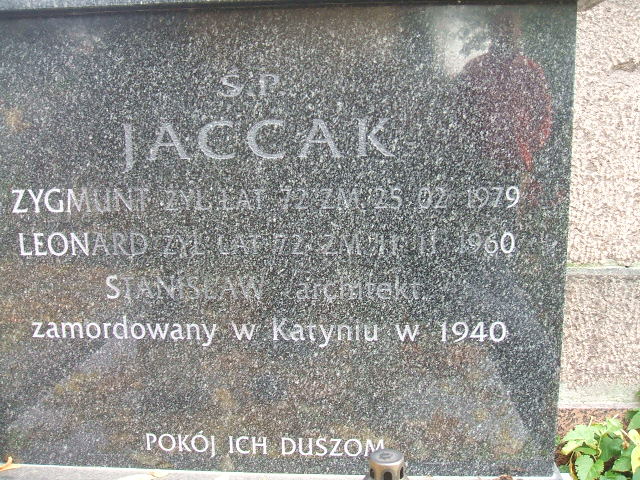 Ś.P.
JACCAK
ZYGMUNT ŻYŁ LAT 72 ZM 25 02 1979
LEONARD ŻYŁ LAT 72 ZM 11 11 1960
STANISŁAW architekt
zamordowany w Katyniu w 1940
POKÓJ ICH DUSZOM